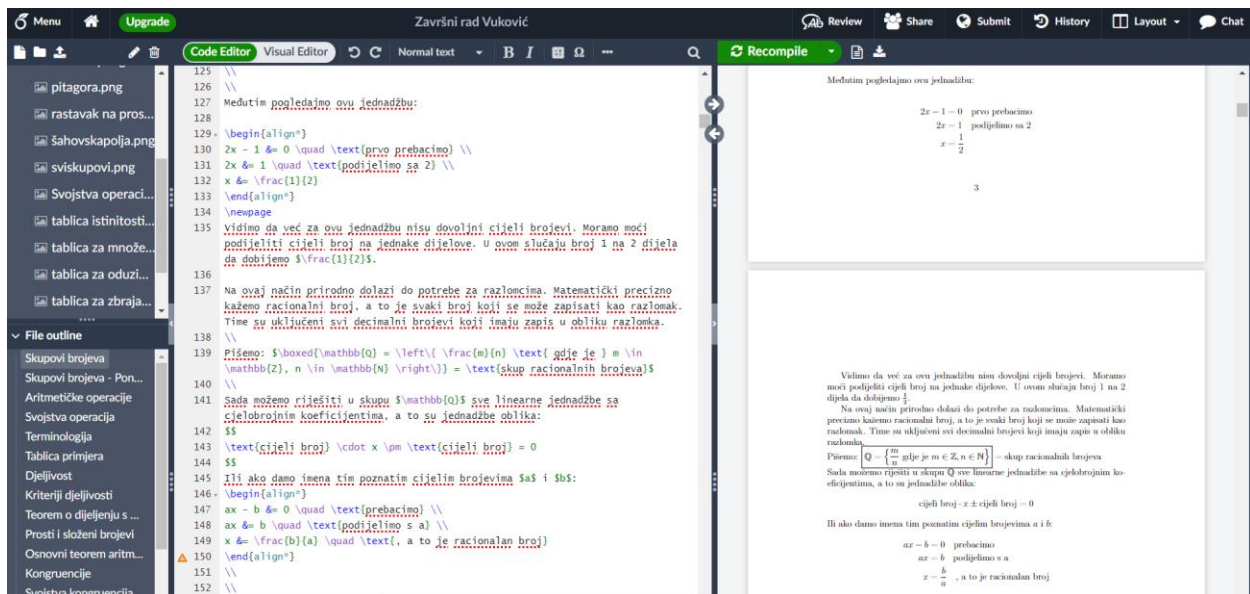 Menu
Upgrade
Završni rad Vuković
Review
Share
Submit
History
Layout
Chat
Code Editor
Visual Editor
Normal text
B I Ω
Recompile
pitagora.png
rastavak na pros...
šahovskapolja.png
sviskupovi.png
Svojstva operaci...
tablica istinitosti...
tablica za množe...
tablica za oduzi...
tablica za zbraja...
File outline
Skupovi brojeva
Skupovi brojeva - Pon...
Aritmetičke operacije
Svojstva operacija
Terminologija
Tablica primjera
Djeljivost
Kriteriji djeljivosti
Teorem o dijeljenju s ...
Prosti i složeni brojevi
Osnovni teorem aritm...
Kongruencije
Svojstva kongruencija
125 \\
126 \\
127 Međutim pogledajmo ovu jednadžbu:
128
129 \begin{align*}
130 2x - 1 &= 0 \quad \text{prvo prebacimo} \\
131 2x &= 1 \quad \text{podijelimo sa 2} \\
132 x &= \frac{1}{2}
133 \end{align*}
134 \newpage
135 Vidimo da već za ovu jednadžbu nisu dovoljni cijeli brojevi. Moramo moći
podijeliti cijeli broj na jednake dijelove. U ovom slučaju broj 1 na 2 dijela
da dobijemo $\frac{1}{2}$.
136
137 Na ovaj način prirodno dolazi do potrebe za razlomcima. Matematički precizno
kažemo racionalni broj, a to je svaki broj koji se može zapisati kao razlomak.
Time su uključeni svi decimalni brojevi koji imaju zapis u obliku razlomka.
138 \\
139 Pišemo: $\boxed{\mathbb{Q} = \left\{ \frac{m}{n} \text{ gdje je } m \in
\mathbb{Z}, n \in \mathbb{N} \right\}} = \text{skup racionalnih brojeva}$
140 \\
141 Sada možemo riješiti u skupu $\mathbb{Q}$ sve linearne jednadžbe sa
cjelobrojnim koeficijentima, a to su jednadžbe oblika:
142 $$
143 \text{cijeli broj} \cdot x \pm \text{cijeli broj} = 0
144 $$
145 Ili ako damo imena tim poznatim cijelim brojevima $a$ i $b$:
146 \begin{align*}
147 ax - b &= 0 \quad \text{prebacimo} \\
148 ax &= b \quad \text{podijelimo s a} \\
149 x &= \frac{b}{a} \quad \text{, a to je racionalan broj}
150 \end{align*}
151 \\
152 \\
Međutim pogledajmo ovu jednadžbu:
2x − 1 = 0 prvo prebacimo
2x = 1 podijelimo sa 2
x = 1/2
3
Vidimo da već za ovu jednadžbu nisu dovoljni cijeli brojevi. Moramo
moći podijeliti cijeli broj na jednake dijelove. U ovom slučaju broj 1 na 2
dijela da dobijemo 1/2.
Na ovaj način prirodno dolazi do potrebe za razlomcima. Matematički
precizno kažemo racionalni broj, a to je svaki broj koji se može zapisati kao
razlomak. Time su uključeni svi decimalni brojevi koji imaju zapis u obliku
razlomka.
Pišemo: ℚ = {m/n gdje je m ∈ ℤ, n ∈ ℕ} = skup racionalnih brojeva
Sada možemo riješiti u skupu ℚ sve linearne jednadžbe sa cjelobrojnim ko-
eficijentima, a to su jednadžbe oblika:
cijeli broj · x ± cijeli broj = 0
Ili ako damo imena tim poznatim cijelim brojevima a i b:
ax − b = 0 prebacimo
ax = b podijelimo s a
x = b/a , a to je racionalan broj